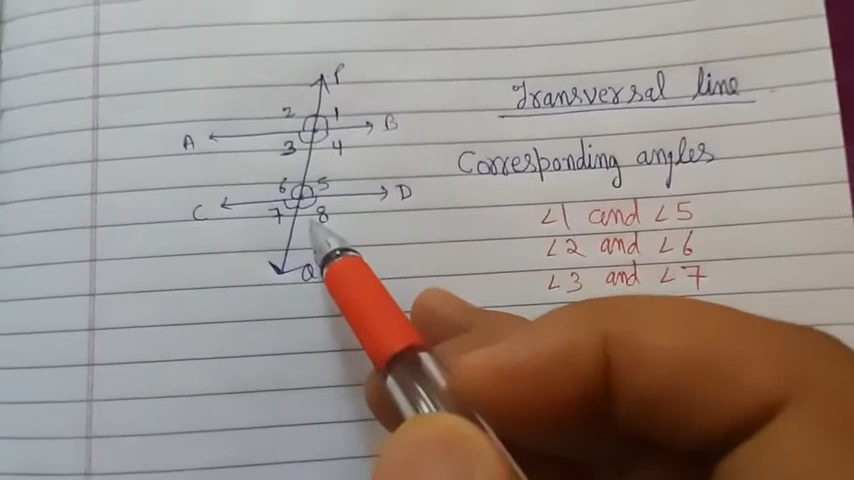 P
Transversal line
2 1
A B
3 4
Corresponding angles
6 5
C D
7 8
∠1 and ∠5
∠2 and ∠6
Q
∠3 and ∠7